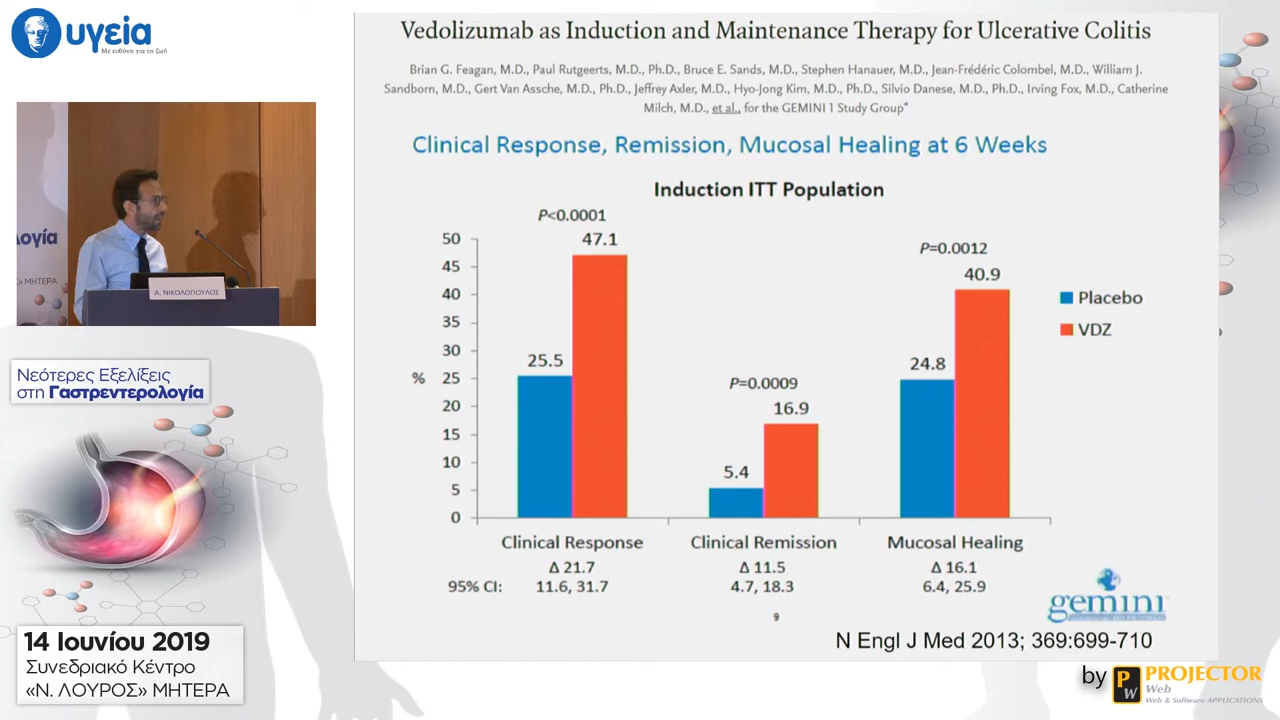 υγεία
Με ευθύνη για τη ζωή
Vedolizumab as Induction and Maintenance Therapy for Ulcerative Colitis
Brian G. Feagan, M.D., Paul Rutgeerts, M.D., Ph.D., Bruce E. Sands, M.D., Stephen Hanauer, M.D., Jean-Frédéric Colombel, M.D., William J.
Sandborn, M.D., Gert Van Assche, M.D., Ph.D., Jeffrey Axler, M.D., Hyo-Jong Kim, M.D., Ph.D., Silvio Danese, M.D., Ph.D., Irving Fox, M.D., Catherine
Milch, M.D., et al., for the GEMINI 1 Study Group*
Clinical Response, Remission, Mucosal Healing at 6 Weeks
Induction ITT Population
P<0.0001
47.1
25.5
P=0.0009
16.9
5.4
P=0.0012
40.9
24.8
%
50
45
40
35
30
25
20
15
10
5
0
Placebo
VDZ
Clinical Response
Clinical Remission
Mucosal Healing
Δ 21.7
Δ 11.5
Δ 16.1
95% CI:
11.6, 31.7
4.7, 18.3
6.4, 25.9
9
gemini
N Engl J Med 2013; 369:699-710
λογία
ΜΗΤΕΡΑ
Α. ΝΙΚΟΛΟΠΟΥΛΟΣ
Νεότερες Εξελίξεις
στη Γαστρεντερολογία
14 Ιουνίου 2019
Συνεδριακό Κέντρο
«Ν. ΛΟΥΡΟΣ» ΜΗΤΕΡΑ
by
PW
PROJECTOR
Web
Web & Software APPLICATIONS